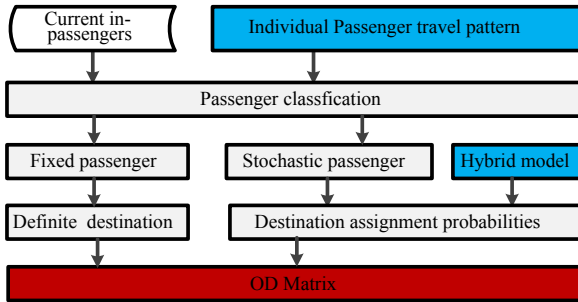 Current in-
passengers
Individual Passenger travel pattern
Passenger classfication
Fixed passenger
Stochastic passenger
Hybrid model
Definite destination
Destination assignment probabilities
OD Matrix